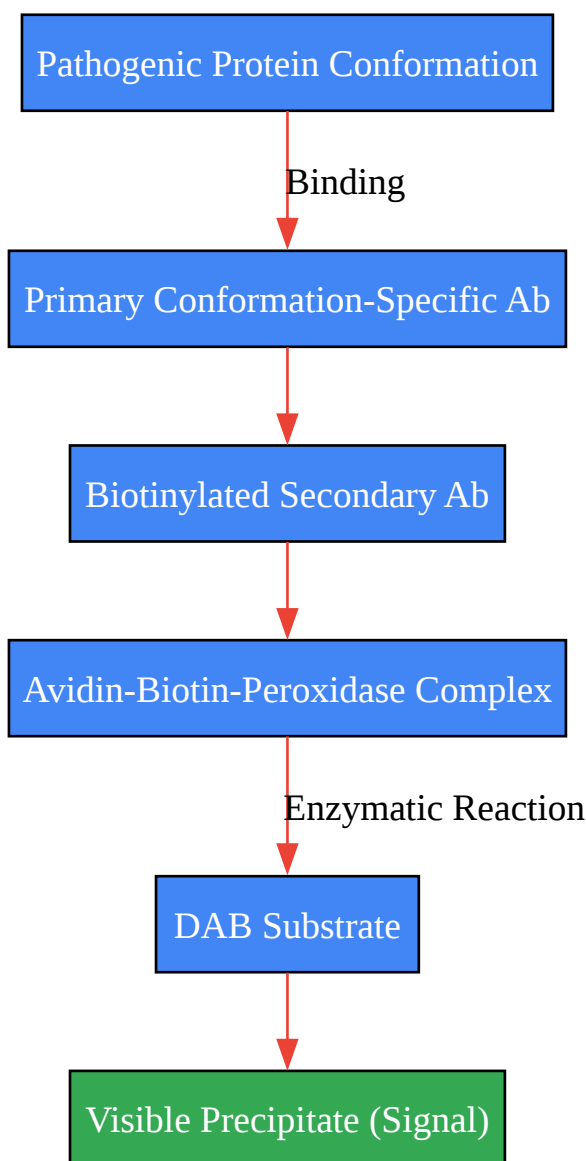 Pathogenic Protein Conformation
Binding
Primary Conformation-Specific Ab
Biotinylated Secondary Ab
Avidin-Biotin-Peroxidase Complex
Enzymatic Reaction
DAB Substrate
Visible Precipitate (Signal)